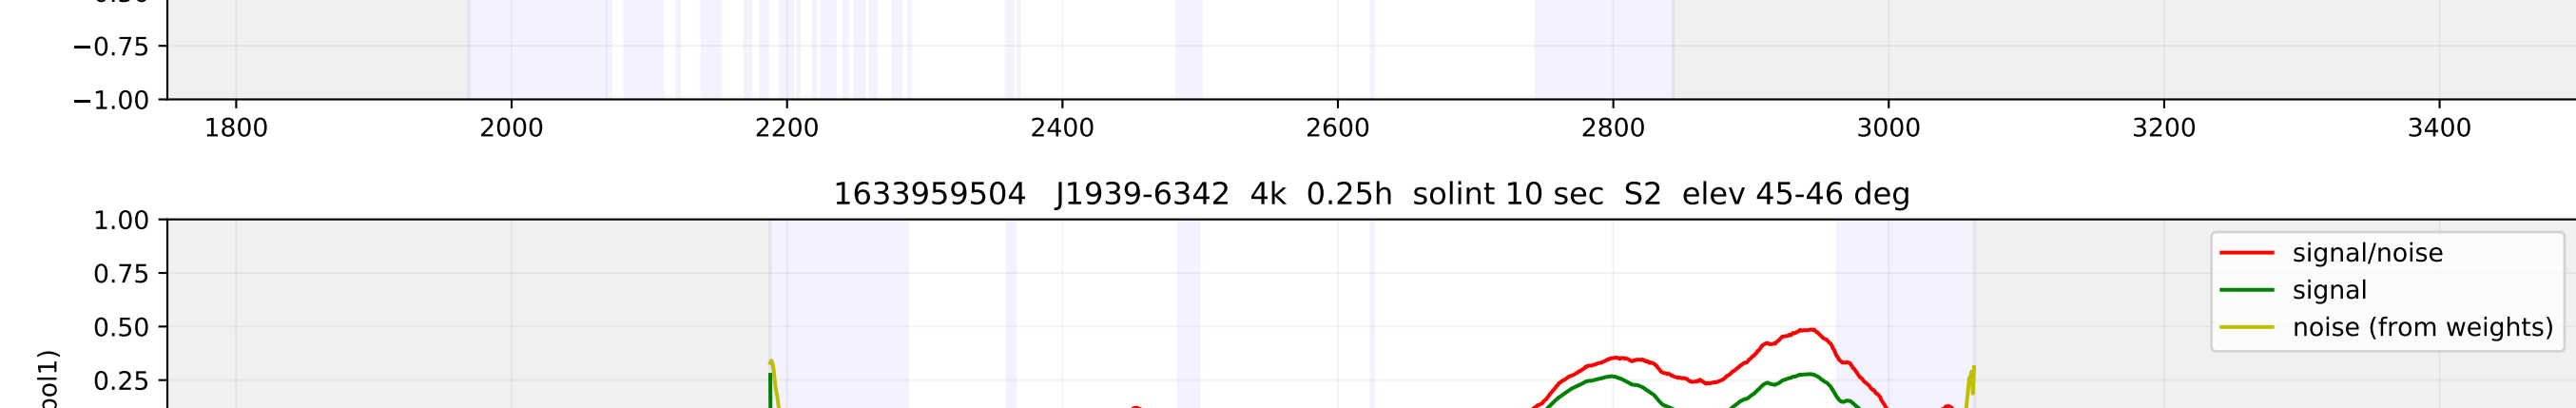 −0.75
−1.00
1800 2000 2200 2400 2600 2800 3000 3200 3400
1633959504 J1939-6342 4k 0.25h solint 10 sec S2 elev 45-46 deg
1.00
0.75
0.50
0.25
signal/noise
signal
noise (from weights)